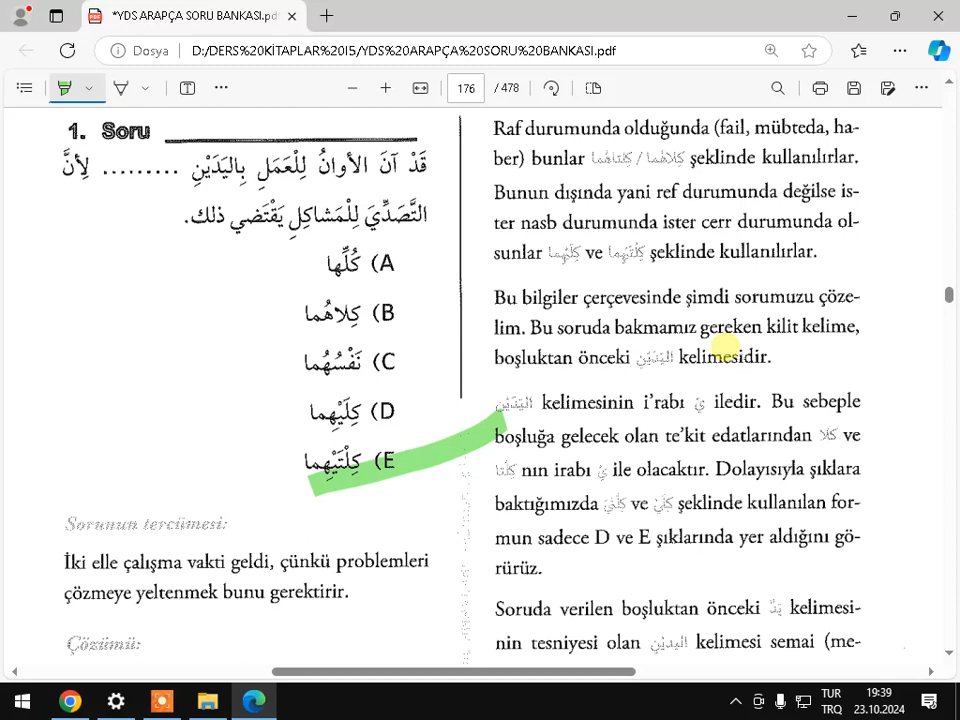 *YDS ARAPÇA SORU BANKASI.pdf
Dosya D:/DERS%20KİTAPLAR%20I5/YDS%20ARAPÇA%20SORU%20BANKASI.pdf
176 / 478
1. Soru
قَدْ آنَ الأوانُ لِلْعَمَلِ بِاليَدَيْنِ ......... لِأنَّ
التَّصَدِّيَ لِلْمَشاكِلِ يَقْتَضي ذلك.
A) كُلِّها
B) كِلاهُما
C) نَفْسُهُما
D) كِلَيْهِما
E) كِلْتَيْهِما
Sorunun tercümesi:
İki elle çalışma vakti geldi, çünkü problemleri
çözmeye yeltenmek bunu gerektirir.
Çözümü:
Raf durumunda olduğunda (fail, mübteda, ha-
ber) bunlar كِلاهُما / كِلتاهُما şeklinde kullanılırlar.
Bunun dışında yani ref durumunda değilse is-
ter nasb durumunda ister cerr durumunda ol-
sunlar كِلَيْهِما ve كِلْتَيْهِما şeklinde kullanılırlar.
Bu bilgiler çerçevesinde şimdi sorumuzu çöze-
lim. Bu soruda bakmamız gereken kilit kelime,
boşluktan önceki اليَدَيْنِ kelimesidir.
اليَدَيْنِ kelimesinin i'rabı يْ iledir. Bu sebeple
boşluğa gelecek olan te'kit edatlarından كلا ve
كلْتا nın irabı يْ ile olacaktır. Dolayısıyla şıklara
baktığımızda كِلَيْ ve كِلْتَيْ şeklinde kullanılan for-
mun sadece D ve E şıklarında yer aldığını gö-
rürüz.
Soruda verilen boşluktan önceki يَدٌ kelimesi-
nin tesniyesi olan اليديْنِ kelimesi semai (me-
TUR
TRQ
19:39
23.10.2024